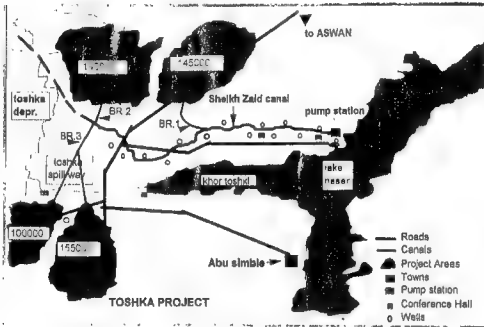 to ASWAN
145000
toshka
depr.
BR.2
Sheikh Zaid canal
BR.1
pump station
BR.3
toshka
spillway
khor toshka
lake
naser
100000
Abu simble
TOSHKA PROJECT
Roads
Canals
Project Areas
Towns
Pump station
Conference Hall
Wells